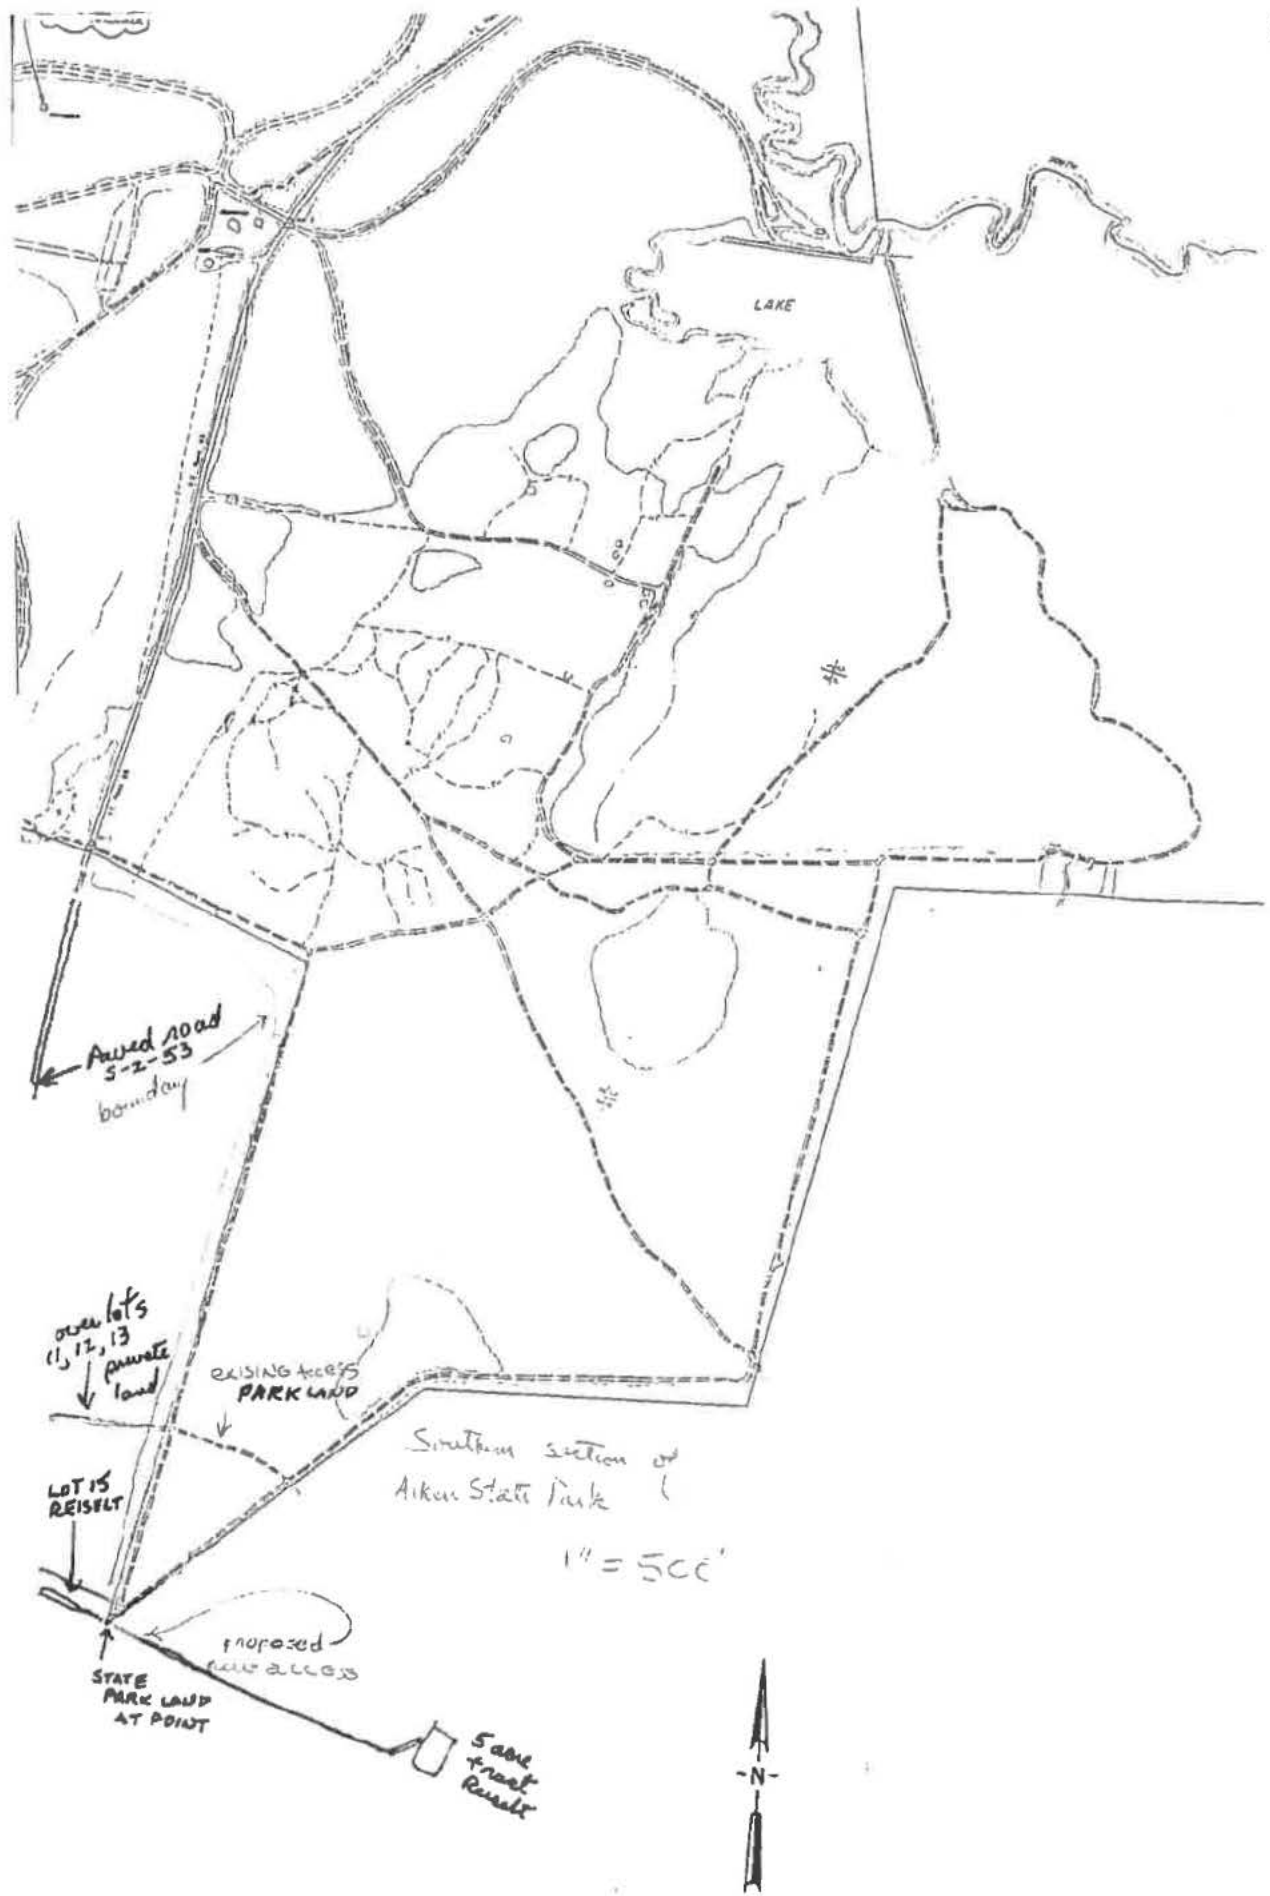 LAKE
Paved road
S-2-53
boundary
over lots
11, 12, 13
private
land
EXISING ACCESS
PARK LAND
LOT 15
REISELT
Southern section of
Aiken State Park
1" = 500'
proposed
new access
STATE
PARK LAND
AT POINT
5 acre
tract
Reiselt
-N-